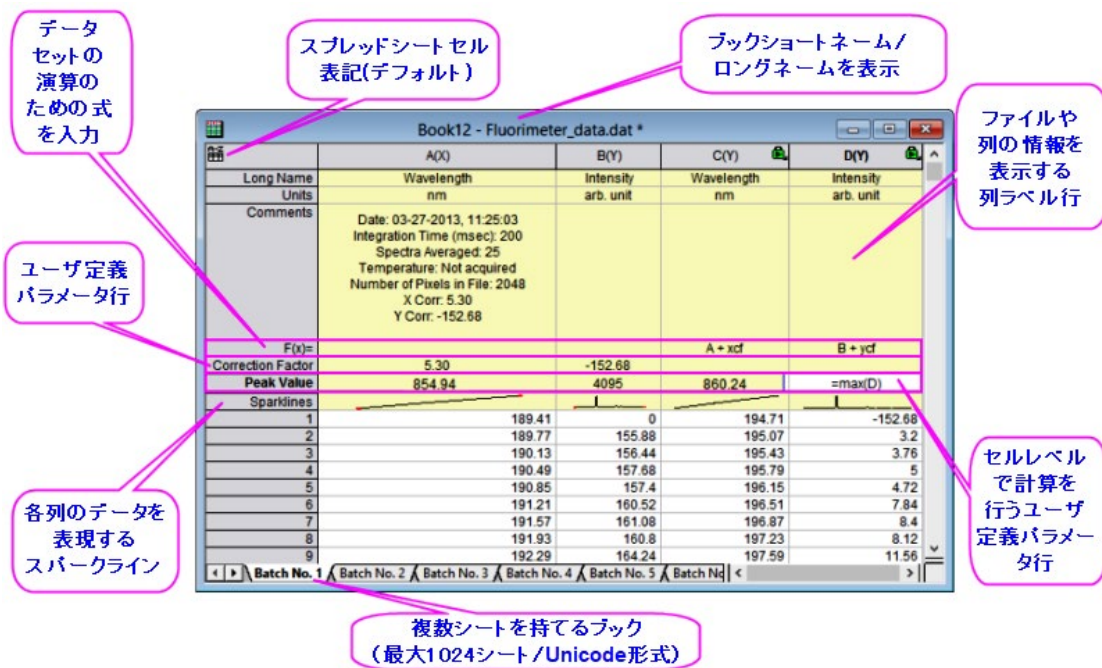 データ
セットの
演算の
ための式
を入力
スプレッドシートセル
表記(デフォルト)
ブックショートネーム/
ロングネームを表示
ファイルや
列の情報を
表示する
列ラベル行
ユーザ定義
パラメータ行
各列のデータを
表現する
スパークライン
セルレベル
で計算を
行うユーザ
定義パラメー
タ行
複数シートを持てるブック
(最大1024シート/Unicode形式)
Book12 - Fluorimeter_data.dat *
A(X) B(Y) C(Y) D(Y)
Long Name Wavelength Intensity Wavelength Intensity
Units nm arb. unit nm arb. unit
Comments
Date: 03-27-2013, 11:25:03
Integration Time (msec): 200
Spectra Averaged: 25
Temperature: Not acquired
Number of Pixels in File: 2048
X Corr: 5.30
Y Corr: -152.68
F(x)= A + xcf B + ycf
Correction Factor 5.30 -152.68
Peak Value 854.94 4095 860.24 =max(D)
Sparklines
1 189.41 0 194.71 -152.68
2 189.77 155.88 195.07 3.2
3 190.13 156.44 195.43 3.76
4 190.49 157.68 195.79 5
5 190.85 157.4 196.15 4.72
6 191.21 160.52 196.51 7.84
7 191.57 161.08 196.87 8.4
8 191.93 160.8 197.23 8.12
9 192.29 164.24 197.59 11.56
Batch No. 1 Batch No. 2 Batch No. 3 Batch No. 4 Batch No. 5 Batch No